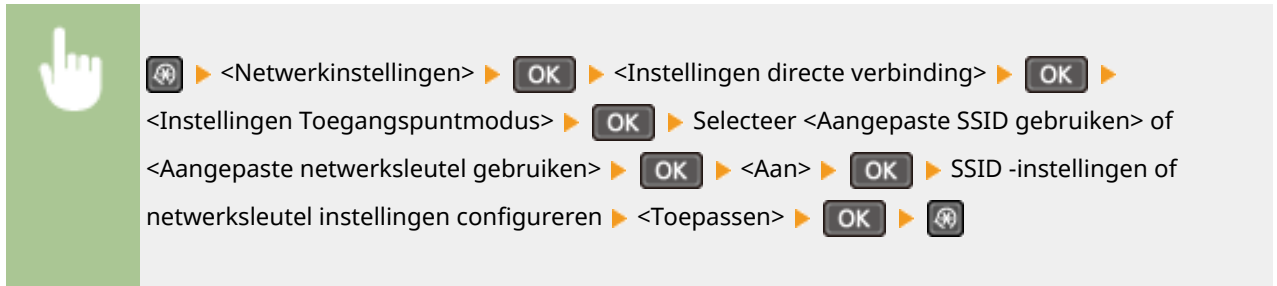 <Netwerkinstellingen> OK <Instellingen directe verbinding> OK
<Instellingen Toegangspuntmodus> OK Selecteer <Aangepaste SSID gebruiken> of
<Aangepaste netwerksleutel gebruiken> OK <Aan> OK SSID -instellingen of
netwerksleutel instellingen configureren <Toepassen> OK